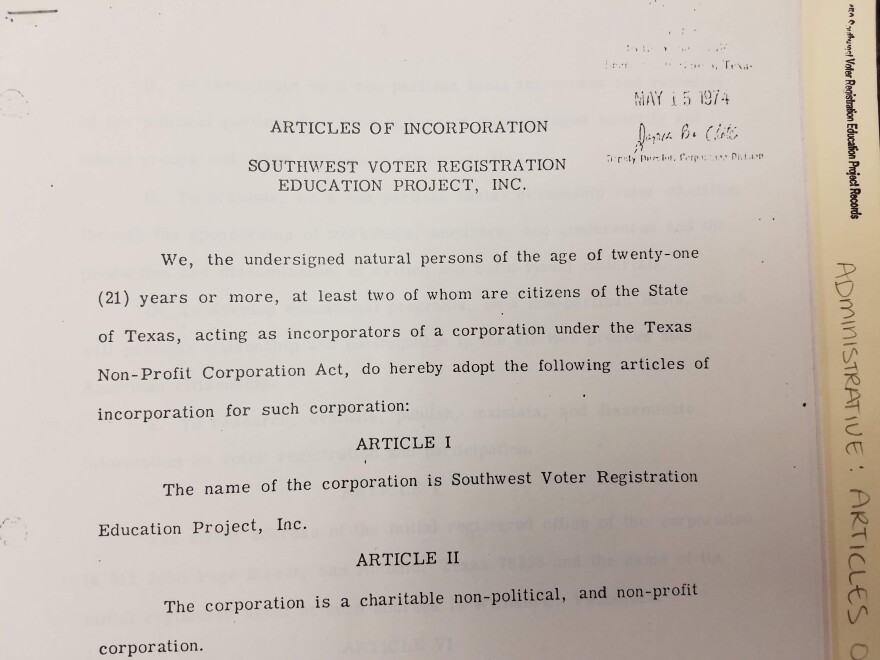 Texas
MAY 15 1974
Deputy Director, Corporation Division
ARTICLES OF INCORPORATION
SOUTHWEST VOTER REGISTRATION
EDUCATION PROJECT, INC.
We, the undersigned natural persons of the age of twenty-one
(21) years or more, at least two of whom are citizens of the State
of Texas, acting as incorporators of a corporation under the Texas
Non-Profit Corporation Act, do hereby adopt the following articles of
incorporation for such corporation:
ARTICLE I
The name of the corporation is Southwest Voter Registration
Education Project, Inc.
ARTICLE II
The corporation is a charitable non-political, and non-profit
corporation.
Southwest Voter Registration Education Project Records
ADMINISTRATIVE: ARTICLES O